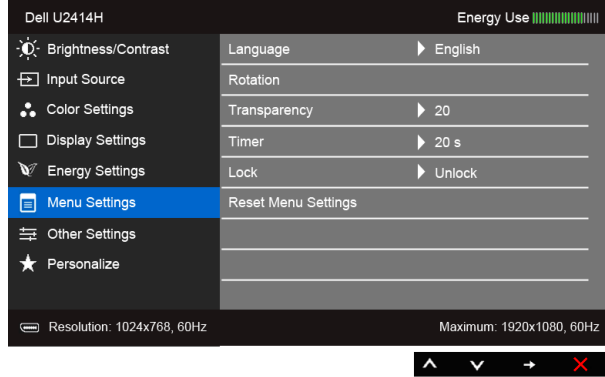 Dell U2414H Energy Use
Brightness/Contrast Language English
Input Source Rotation
Color Settings Transparency 20
Display Settings Timer 20 s
Energy Settings Lock Unlock
Menu Settings Reset Menu Settings
Other Settings
Personalize
Resolution: 1024x768, 60Hz Maximum: 1920x1080, 60Hz